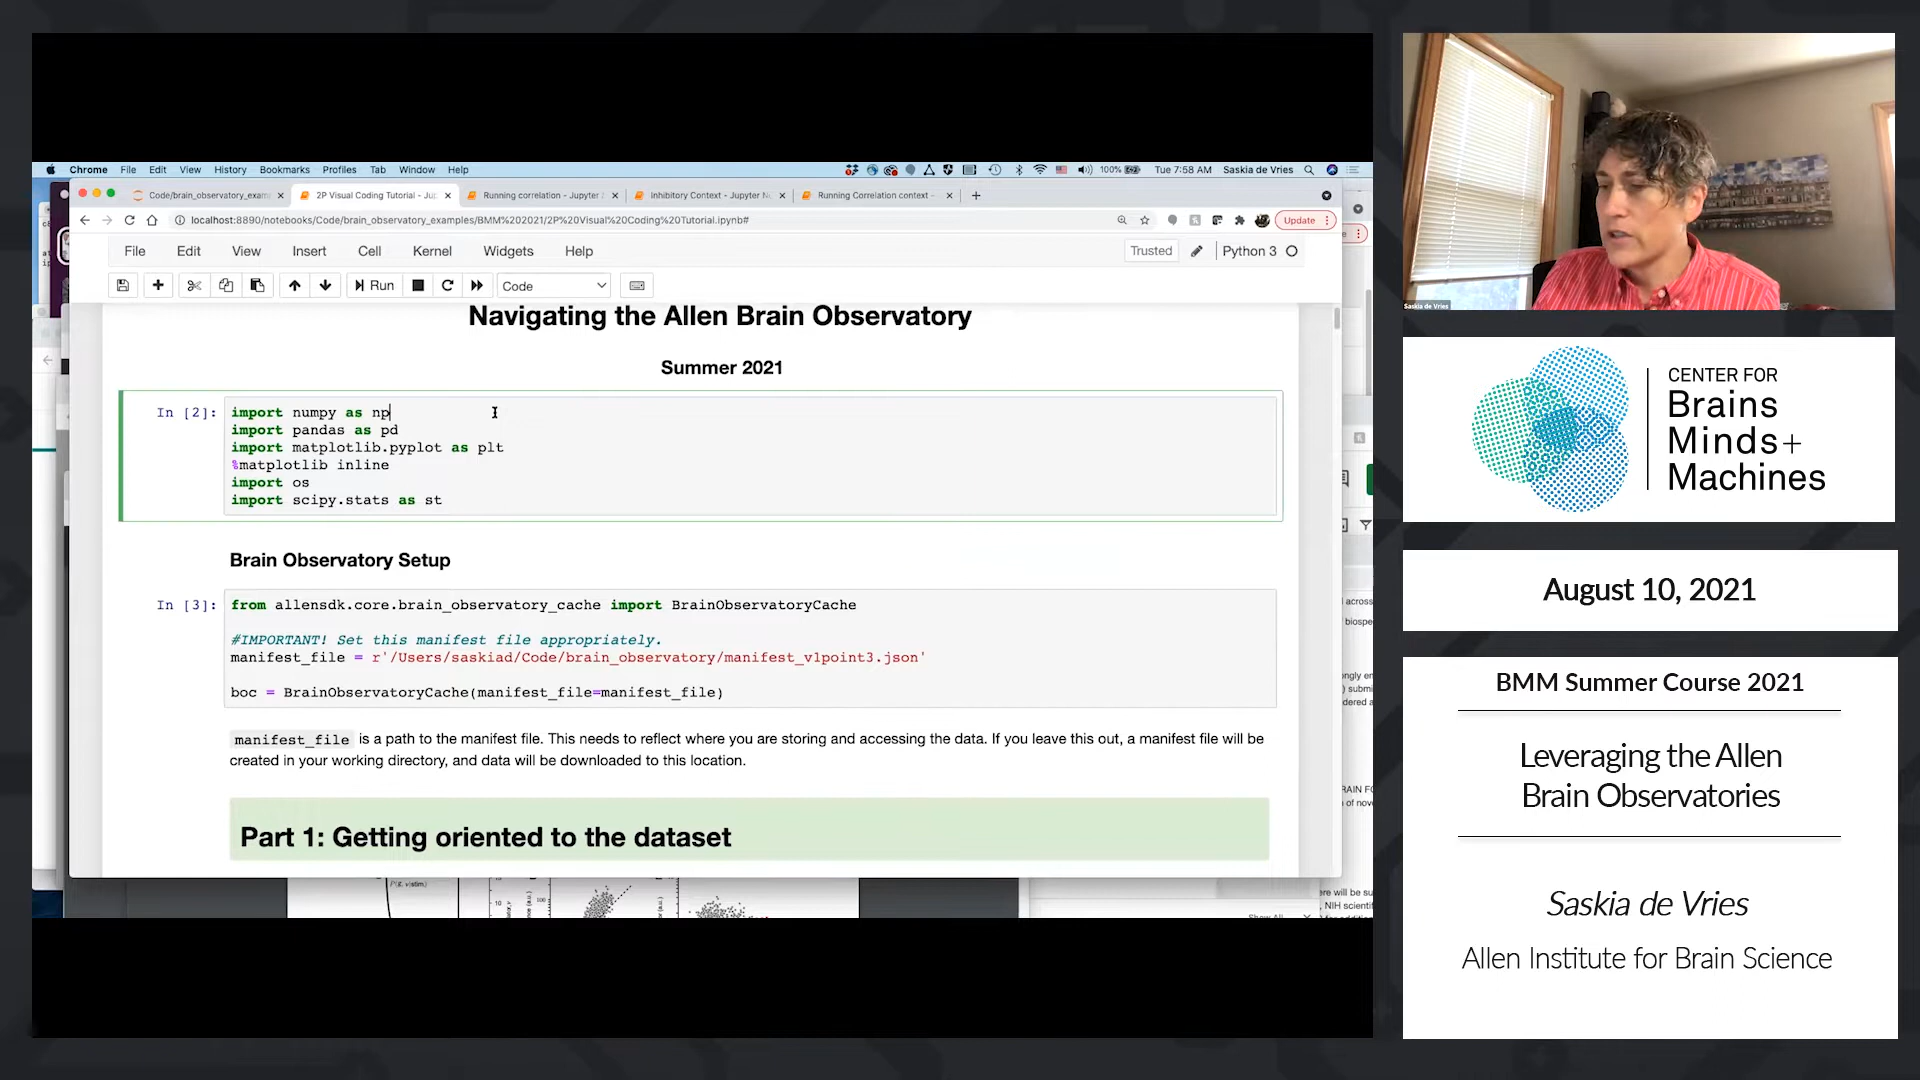 Chrome File Edit View History Bookmarks Profiles Tab Window Help
100% Tue 7:58 AM Saskia de Vries
Code/brain_observatory_exam
2P Visual Coding Tutorial - Ju
Running correlation - Jupyter
Inhibitory Context - Jupyter N
Running Correlation context -
localhost:8890/notebooks/Code/brain_observatory_examples/BMM%202021/2P%20Visual%20Coding%20Tutorial.ipynb#
Update
File Edit View Insert Cell Kernel Widgets Help
Trusted Python 3
Run Code
Navigating the Allen Brain Observatory
Summer 2021
In [2]:
import numpy as np
import pandas as pd
import matplotlib.pyplot as plt
%matplotlib inline
import os
import scipy.stats as st
Brain Observatory Setup
In [3]:
from allensdk.core.brain_observatory_cache import BrainObservatoryCache
#IMPORTANT! Set this manifest file appropriately.
manifest_file = r'/Users/saskiad/Code/brain_observatory/manifest_v1point3.json'
boc = BrainObservatoryCache(manifest_file=manifest_file)
manifest_file is a path to the manifest file. This needs to reflect where you are storing and accessing the data. If you leave this out, a manifest file will be
created in your working directory, and data will be downloaded to this location.
Part 1: Getting oriented to the dataset
Saskia de Vries
CENTER FOR
Brains
Minds+
Machines
August 10, 2021
BMM Summer Course 2021
Leveraging the Allen
Brain Observatories
Saskia de Vries
Allen Institute for Brain Science